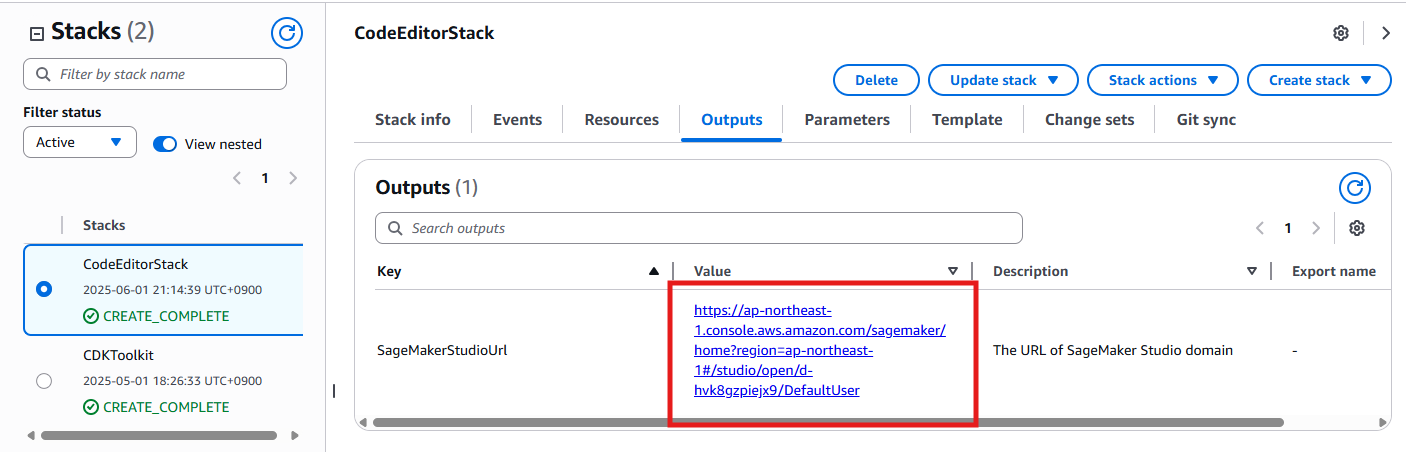 Stacks (2)
Filter by stack name
Filter status
Active
View nested
1
Stacks
CodeEditorStack
2025-06-01 21:14:39 UTC+0900
CREATE_COMPLETE
CDKToolkit
2025-05-01 18:26:33 UTC+0900
CREATE_COMPLETE
CodeEditorStack
Delete Update stack Stack actions Create stack
Stack info Events Resources Outputs Parameters Template Change sets Git sync
Outputs (1)
Search outputs
1
Key Value Description Export name
SageMakerStudioUrl
https://ap-northeast-
1.console.aws.amazon.com/sagemaker/
home?region=ap-northeast-
1#/studio/open/d-
hvk8gzpiejx9/DefaultUser
The URL of SageMaker Studio domain
-